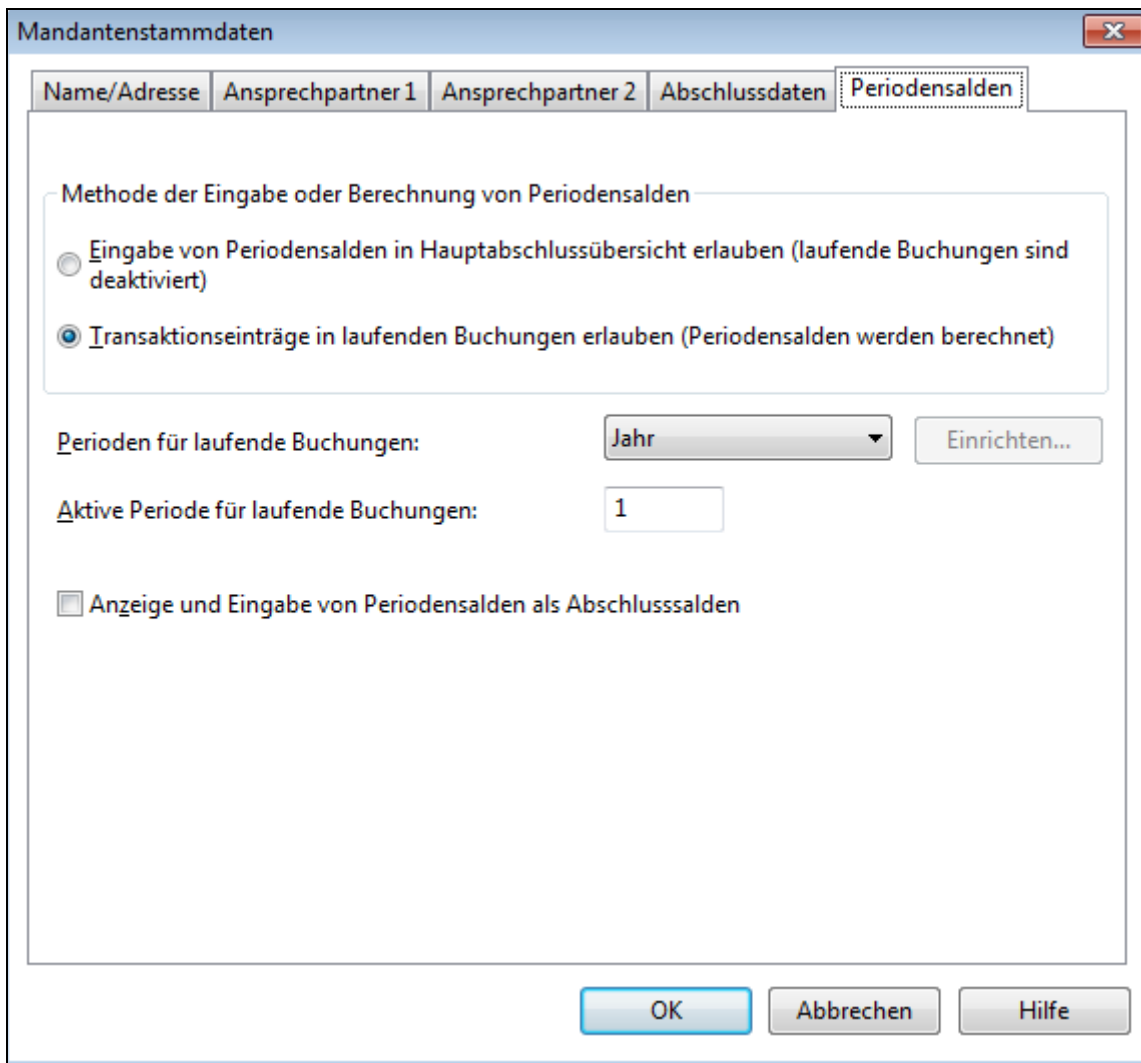 Mandantenstammdaten
Name/Adresse
Ansprechpartner 1
Ansprechpartner 2
Abschlussdaten
Periodensalden
Methode der Eingabe oder Berechnung von Periodensalden
Eingabe von Periodensalden in Hauptabschlussübersicht erlauben (laufende Buchungen sind
deaktiviert)
Transaktionseinträge in laufenden Buchungen erlauben (Periodensalden werden berechnet)
Perioden für laufende Buchungen:
Jahr
Einrichten...
Aktive Periode für laufende Buchungen:
1
Anzeige und Eingabe von Periodensalden als Abschlusssalden
OK
Abbrechen
Hilfe